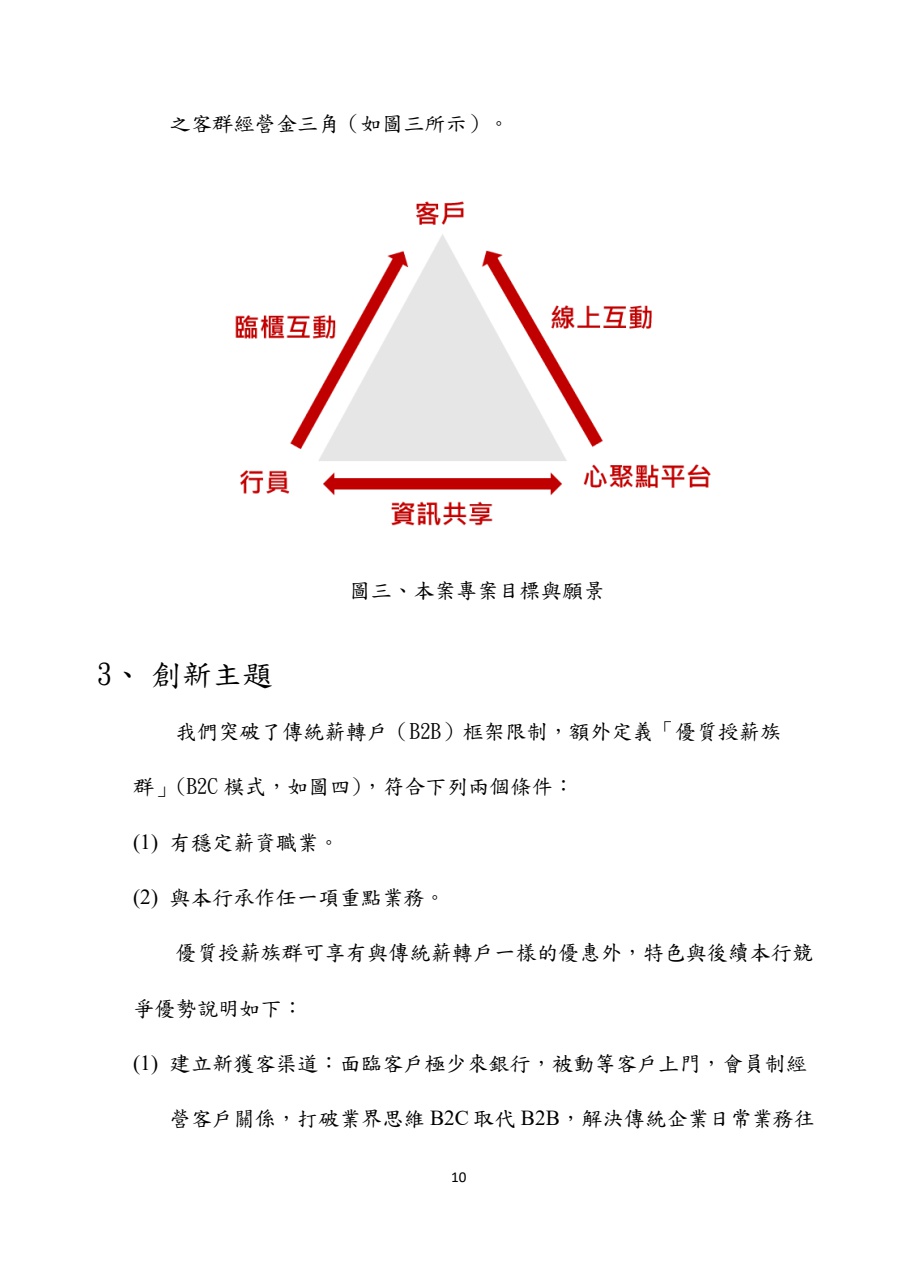 之客群經營金三角（如圖三所示）。
客戶
臨櫃互動
線上互動
行員
心聚點平台
資訊共享
圖三、本案專案目標與願景
3、 創新主題
我們突破了傳統薪轉戶（B2B）框架限制，額外定義「優質授薪族
群」(B2C 模式，如圖四)，符合下列兩個條件：
(1) 有穩定薪資職業。
(2) 與本行承作任一項重點業務。
優質授薪族群可享有與傳統薪轉戶一樣的優惠外，特色與後續本行競
爭優勢說明如下：
(1) 建立新獲客渠道：面臨客戶極少來銀行，被動等客戶上門，會員制經
營客戶關係，打破業界思維 B2C 取代 B2B，解決傳統企業日常業務往
10